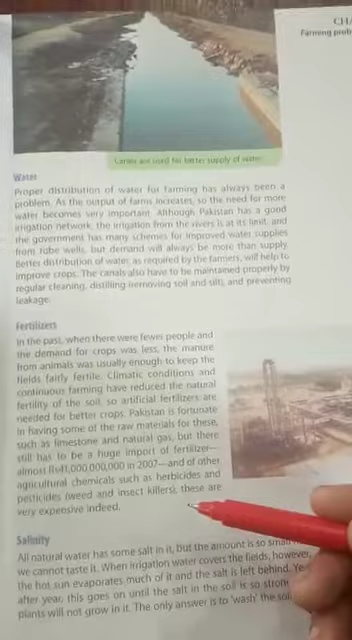 CHA
Farming prob
Canals are used for better supply of water.
Water
Proper distribution of water for farming has always been a
problem. As the output of farms increases, so the need for more
water becomes very important. Although Pakistan has a good
irrigation network, the irrigation from the rivers is at its limit, and
the government has many schemes for improved water supplies
from tube wells, but demand will always be more than supply.
Better distribution of water, as required by the farmers, will help to
improve crops. The canals also have to be maintained properly by
regular cleaning, distilling (removing soil and silt), and preventing
leakage.
Fertilizers
In the past, when there were fewer people and
the demand for crops was less, the manure
from animals was usually enough to keep the
fields fairly fertile. Climatic conditions and
continuous farming have reduced the natural
fertility of the soil, so artificial fertilizers are
needed for better crops. Pakistan is fortunate
in having some of the raw materials for these,
such as limestone and natural gas, but there
still has to be a huge import of fertilizer—
almost Rs41,000,000,000 in 2007—and of other
agricultural chemicals such as herbicides and
pesticides (weed and insect killers); these are
very expensive indeed.
Salinity
All natural water has some salt in it, but the amount is so small
we cannot taste it. When irrigation water covers the fields, however,
the hot sun evaporates much of it and the salt is left behind. Ye
after year, this goes on until the salt in the soil is so stron
plants will not grow in it. The only answer is to 'wash' the soil